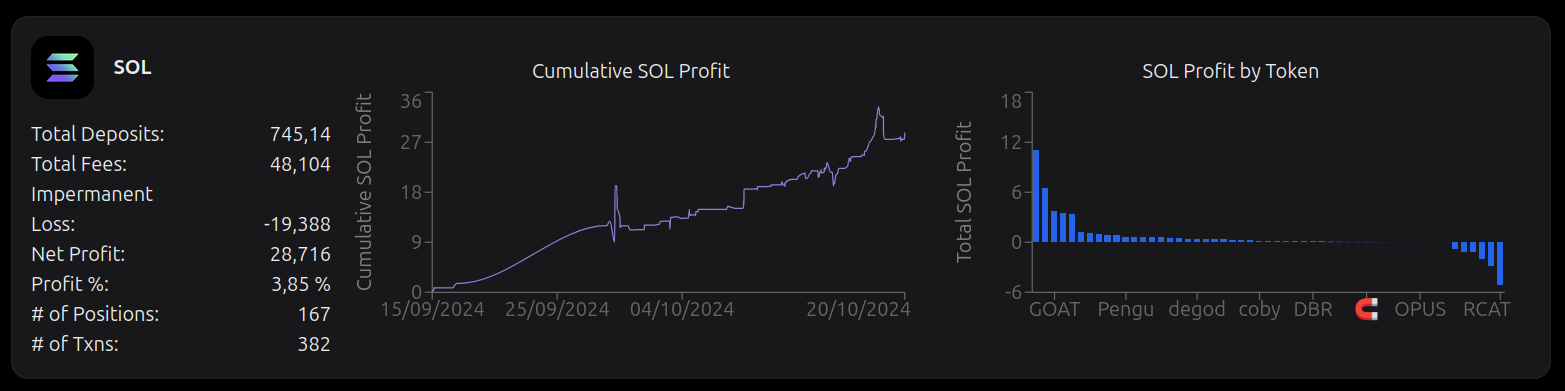 SOL
Total Deposits: 745,14
Total Fees: 48,104
Impermanent
Loss: -19,388
Net Profit: 28,716
Profit %: 3,85 %
# of Positions: 167
# of Txns: 382
Cumulative SOL Profit
Cumulative SOL Profit
36
27
18
9
0
15/09/2024 25/09/2024 04/10/2024 20/10/2024
SOL Profit by Token
Total SOL Profit
18
12
6
0
-6
GOAT Pengu degod coby DBR 🧲 OPUS RCAT